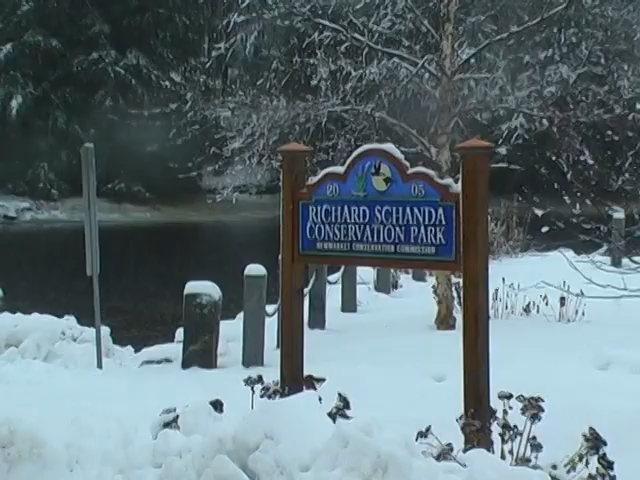 20 05
RICHARD SCHANDA
CONSERVATION PARK
NEWMARKET CONSERVATION COMMISSION